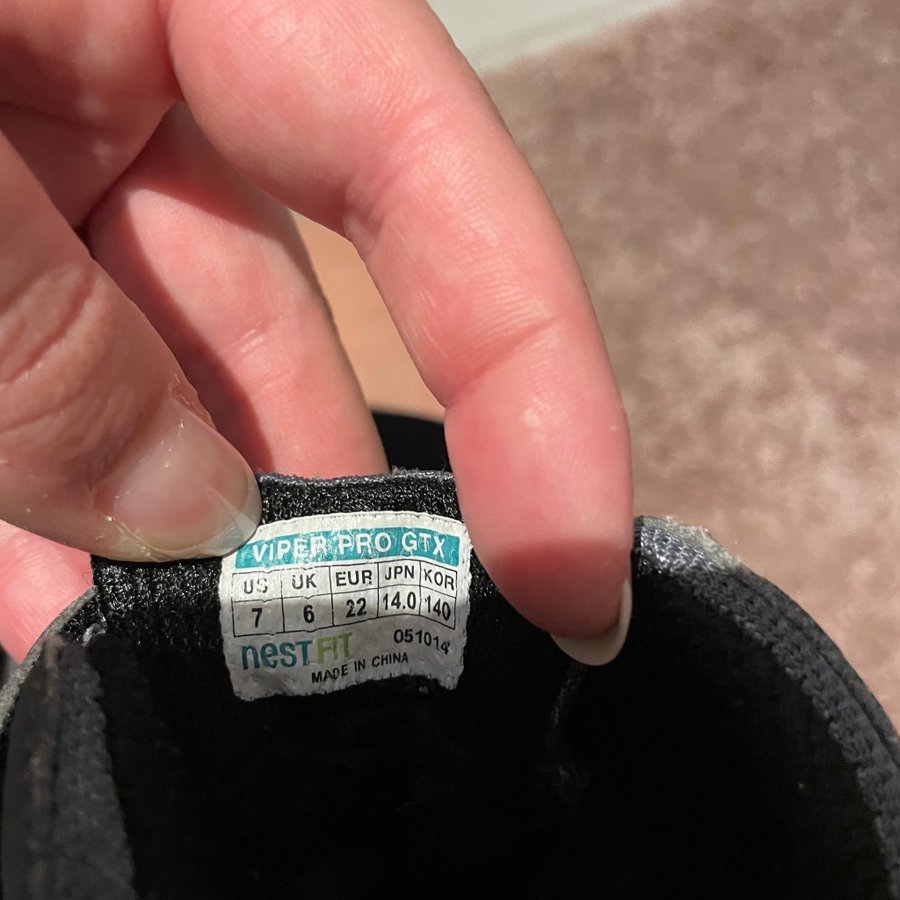 VIPER PRO GTX
US UK EUR JPN KOR
7 6 22 14.0 140
nestFIT 051014
MADE IN CHINA